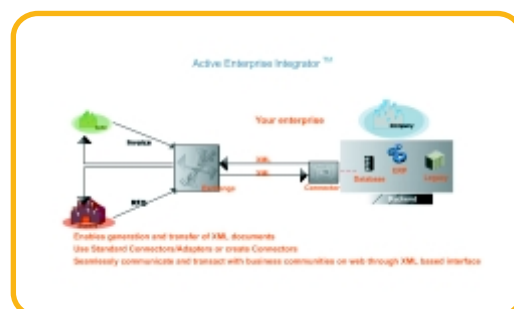 Active Enterprise Integrator ™
Your enterprise
Company
Invoice
XML
XML
Exchange
Connector
Database
ERP
Legacy
Backend
Enables generation and transfer of XML documents
Use Standard Connectors/Adapters or create Connectors
Seamlessly communicate and transact with business communities on web through XML based interface